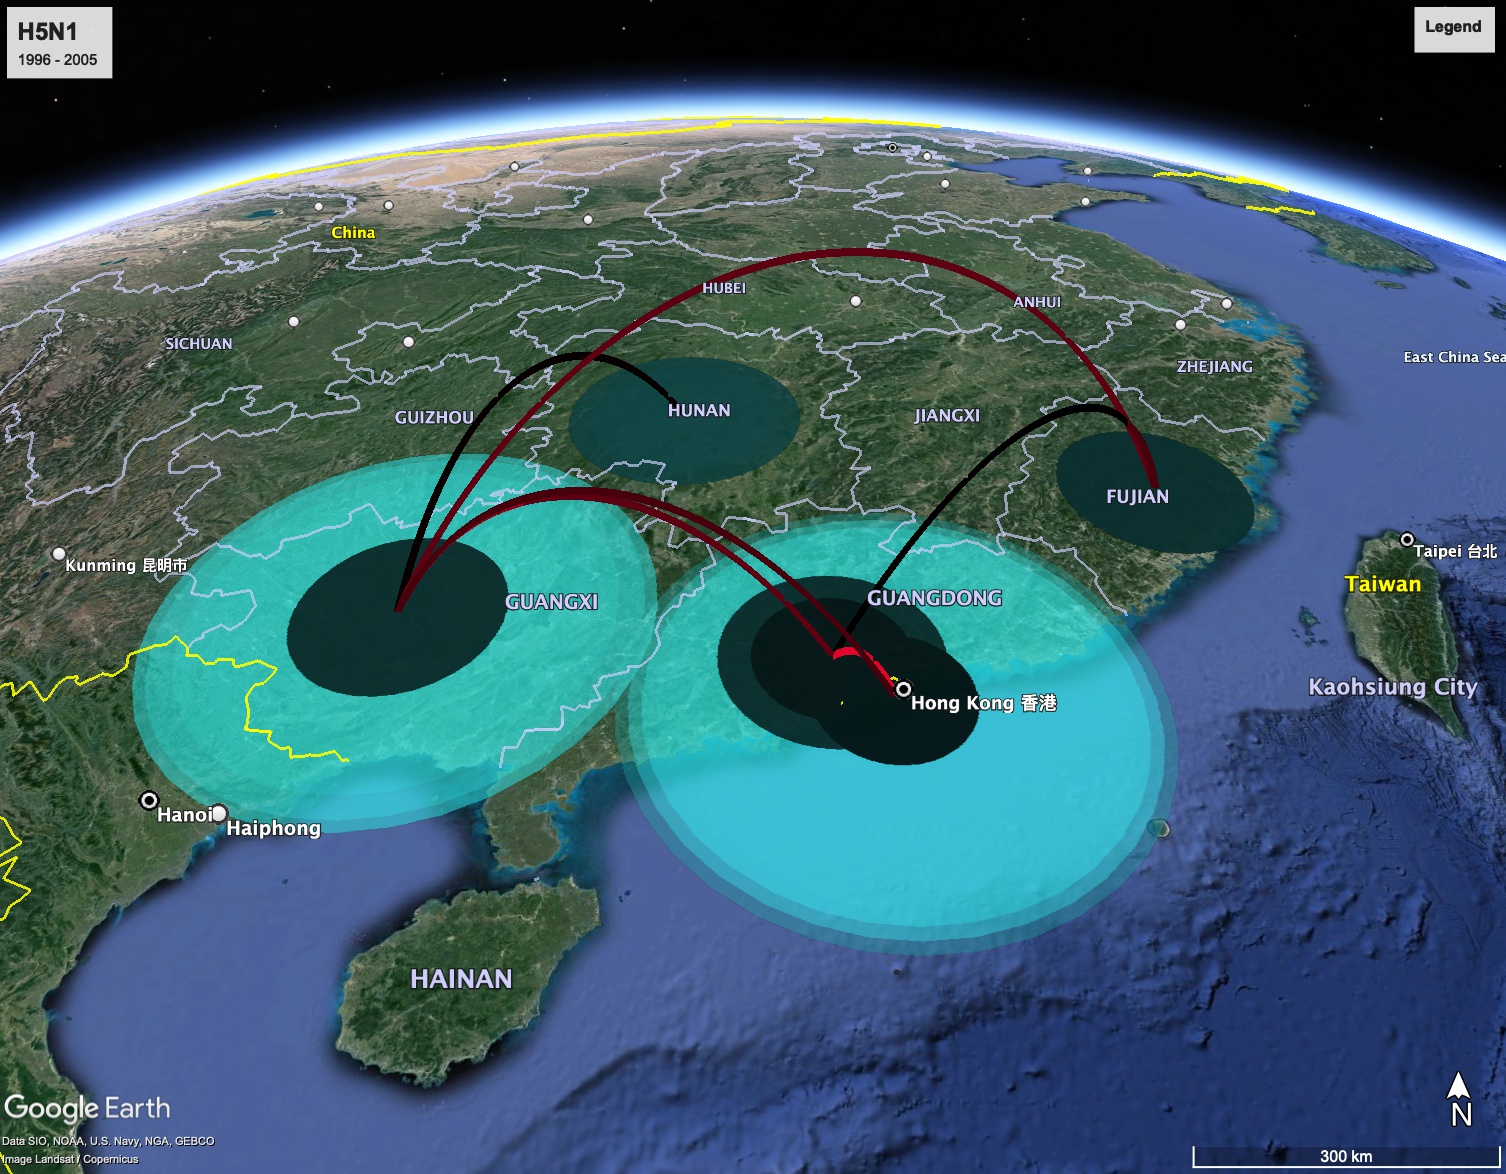 H5N1
1996 - 2005
Legend
China
HUBEI
ANHUI
SICHUAN
East China Sea
ZHEJIANG
GUIZHOU
HUNAN
JIANGXI
FUJIAN
Kunming 昆明市
Taipei 台北
Taiwan
GUANGXI
GUANGDONG
Kaohsiung City
Hong Kong 香港
Hanoi
Haiphong
HAINAN
Google Earth
N
Data SIO, NOAA, U.S. Navy, NGA, GEBCO
Image Landsat / Copernicus
300 km